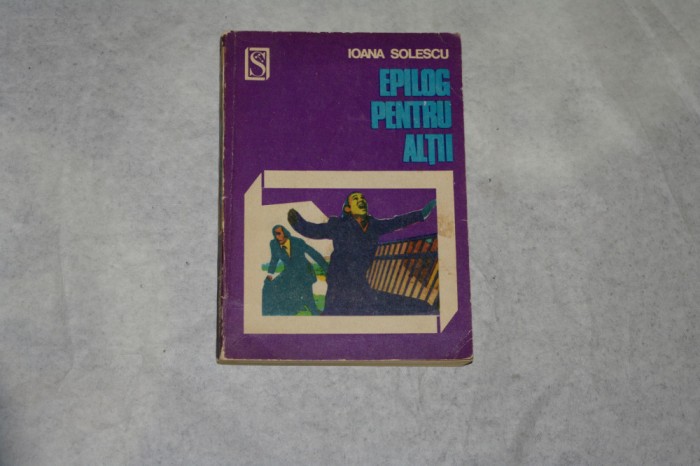 S
IOANA SOLESCU
EPILOG
PENTRU
ALȚII